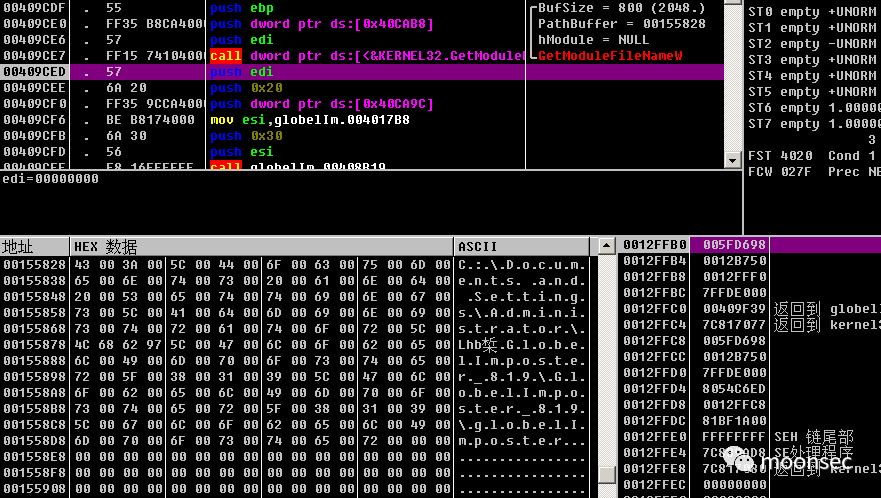 00409CDF . 55 push ebp
00409CE0 . FF35 B8CA4000 push dword ptr ds:[0x40CAB8]
00409CE6 . 57 push edi
00409CE7 . FF15 74104000 call dword ptr ds:[<&KERNEL32.GetModuleF
00409CED . 57 push edi
00409CEE . 6A 20 push 0x20
00409CF0 . FF35 9CCA4000 push dword ptr ds:[0x40CA9C]
00409CF6 . BE B8174000 mov esi,globelIm.004017B8
00409CFB . 6A 30 push 0x30
00409CFD . 56 push esi
00409CFE . E8 16EEFFFF call globelIm.00408B19
BufSize = 800 (2048.)
PathBuffer = 00155828
hModule = NULL
GetModuleFileNameW
ST0 empty +UNORM
ST1 empty +UNORM
ST2 empty -UNORM
ST3 empty +UNORM
ST4 empty +UNORM
ST5 empty +UNORM
ST6 empty 1.00000
ST7 empty 1.00000
3
FST 4020 Cond 1
FCW 027F Prec NE
edi=00000000
地址 HEX 数据 ASCII
00155828 43 00 3A 00 5C 00 44 00 6F 00 63 00 75 00 6D 00 C.:.\.D.o.c.u.m.
00155838 65 00 6E 00 74 00 73 00 20 00 61 00 6E 00 64 00 e.n.t.s. .a.n.d.
00155848 20 00 53 00 65 00 74 00 74 00 69 00 6E 00 67 00 .S.e.t.t.i.n.g.
00155858 73 00 5C 00 41 00 64 00 6D 00 69 00 6E 00 69 00 s.\.A.d.m.i.n.i.
00155868 73 00 74 00 72 00 61 00 74 00 6F 00 72 00 5C 00 s.t.r.a.t.o.r.\.
00155878 4C 68 62 97 5C 00 47 00 6C 00 6F 00 62 00 65 00 Lhb梊.G.l.o.b.e.
00155888 6C 00 49 00 6D 00 70 00 6F 00 73 00 74 00 65 00 l.I.m.p.o.s.t.e.
00155898 72 00 5F 00 38 00 31 00 39 00 5C 00 47 00 6C 00 r._.8.1.9.\.G.l.
001558A8 6F 00 62 00 65 00 6C 00 49 00 6D 00 70 00 6F 00 o.b.e.l.I.m.p.o.
001558B8 73 00 74 00 65 00 72 00 5F 00 38 00 31 00 39 00 s.t.e.r._.8.1.9.
001558C8 5C 00 67 00 6C 00 6F 00 62 00 65 00 6C 00 49 00 \.g.l.o.b.e.l.I.
001558D8 6D 00 70 00 6F 00 73 00 74 00 65 00 72 00 00 00 m.p.o.s.t.e.r...
001558E8 00 00 00 00 00 00 00 00 00 00 00 00 00 00 00 00 ................
001558F8 00 00 00 00 00 00 00 00 00 00 00 00 00 00 00 00 ................
00155908 00 00 00 00 00 00 00 00 00 00 00 00 00 00 00 00 ................
0012FFB0 005FD698
0012FFB4 0012B750
0012FFB8 0012FFF0
0012FFBC 7FFDE000
0012FFC0 00409F39 返回到 globelI
0012FFC4 7C817077 返回到 kernel3
0012FFC8 005FD698
0012FFCC 0012B750
0012FFD0 7FFDE000
0012FFD4 8054C6ED
0012FFD8 0012FFC8
0012FFDC 81BF1A00
0012FFE0 FFFFFFFF SEH 链尾部
0012FFE4 SE处理程序
0012FFE8 返回到 kernel3
0012FFEC 00000000
00000000
moonsec